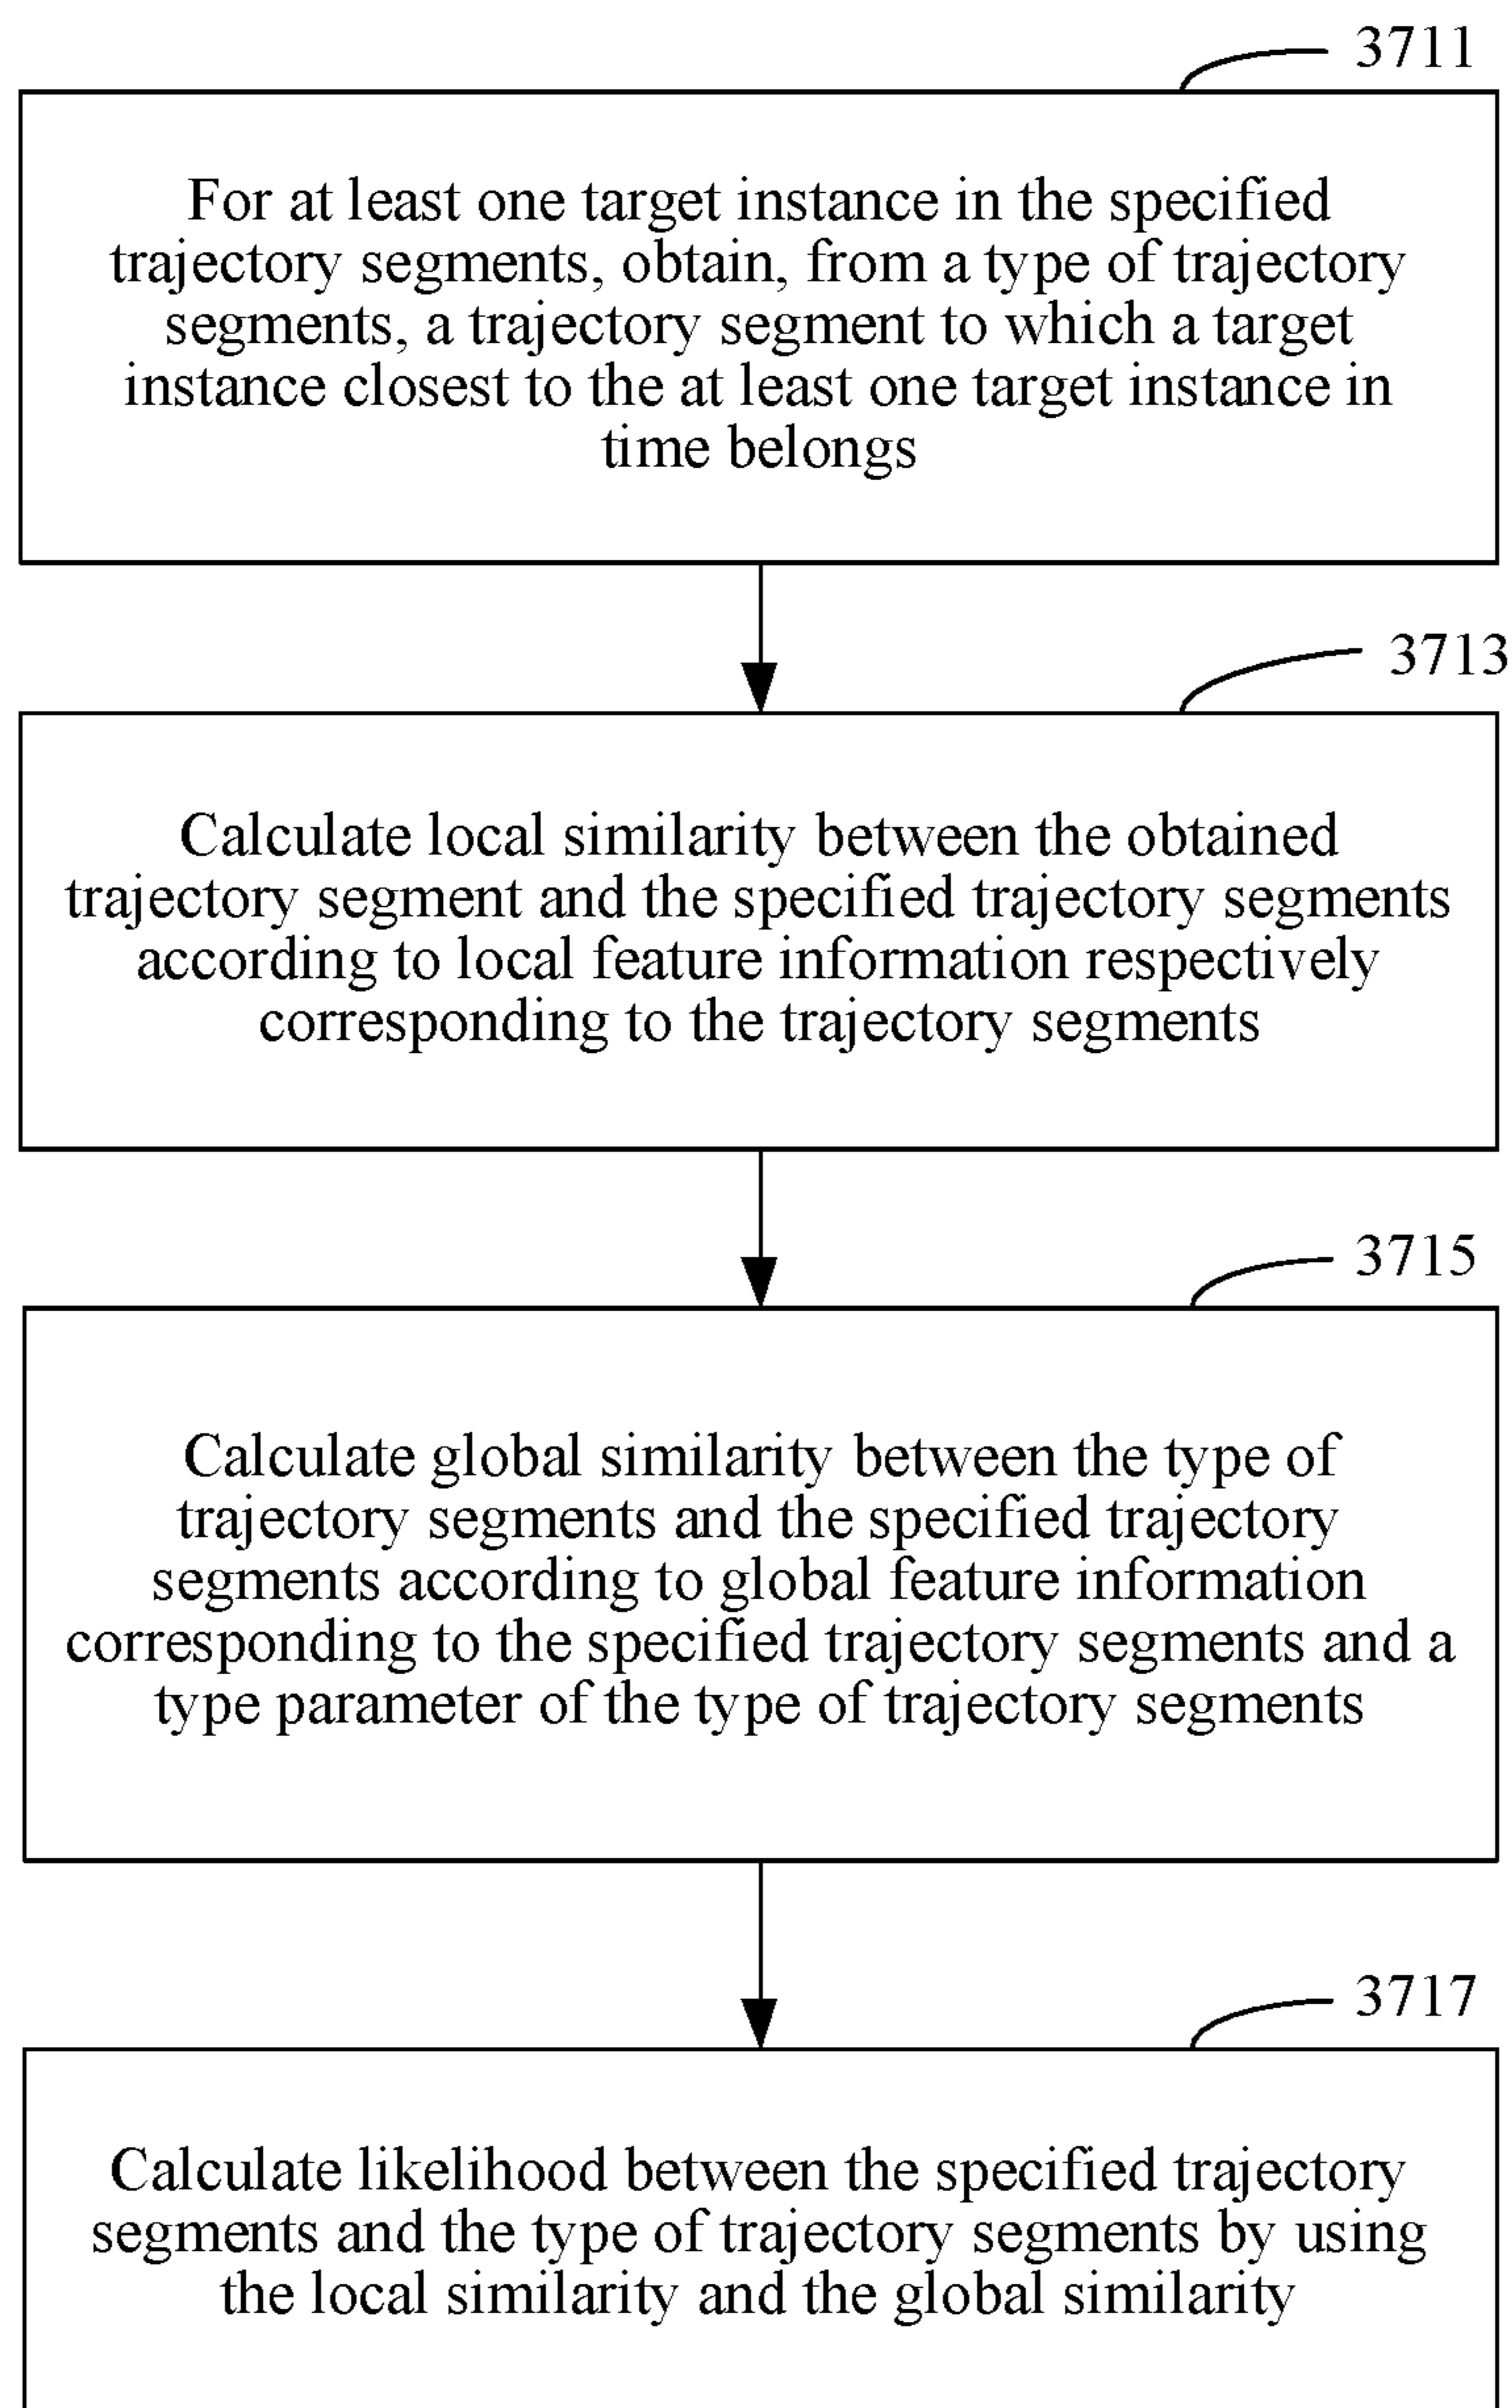 3711
For at least one target instance in the specified
trajectory segments, obtain, from a type of trajectory
segments, a trajectory segment to which a target
instance closest to the at least one target instance in
time belongs
3713
Calculate local similarity between the obtained
trajectory segment and the specified trajectory segments
according to local feature information respectively
corresponding to the trajectory segments
3715
Calculate global similarity between the type of
trajectory segments and the specified trajectory
segments according to global feature information
corresponding to the specified trajectory segments and a
type parameter of the type of trajectory segments
3717
Calculate likelihood between the specified trajectory
segments and the type of trajectory segments by using
the local similarity and the global similarity